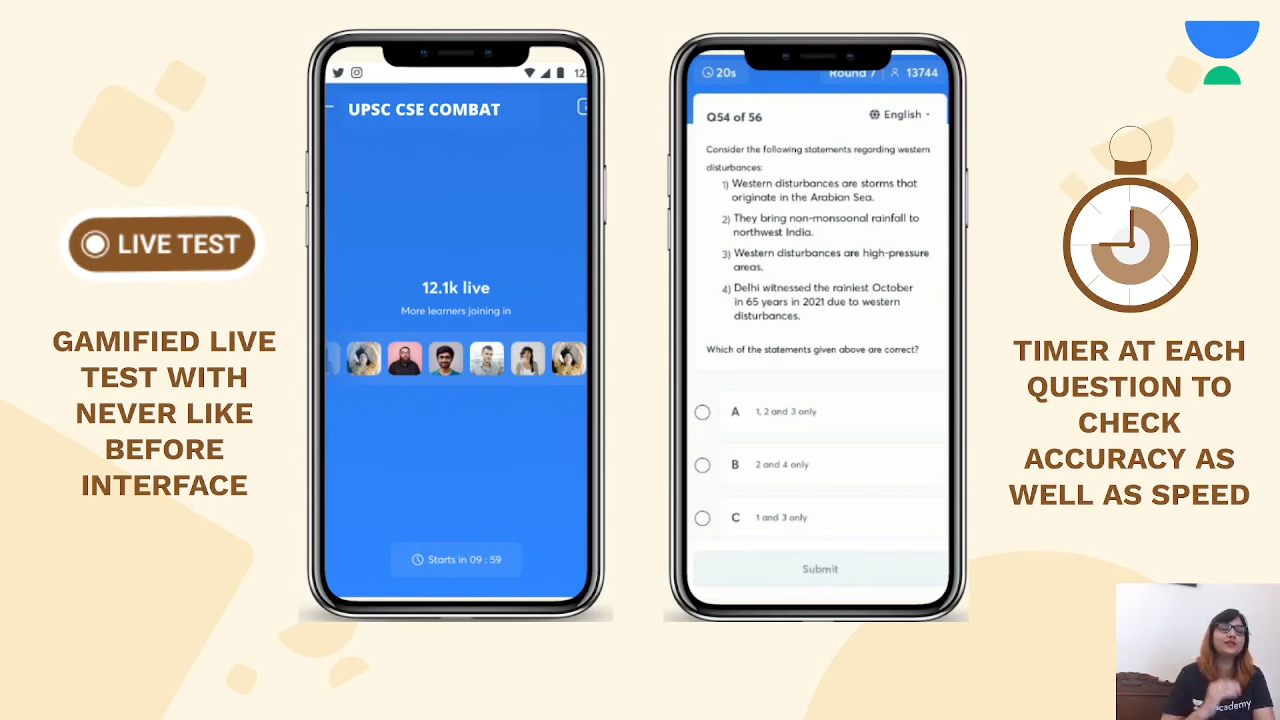 LIVE TEST
GAMIFIED LIVE
TEST WITH
NEVER LIKE
BEFORE
INTERFACE
12
UPSC CSE COMBAT
12.1k live
More learners joining in
Starts in 09 : 59
20s
Round 7
13744
Q54 of 56
English
Consider the following statements regarding western
disturbances:
1) Western disturbances are storms that
originate in the Arabian Sea.
2) They bring non-monsoonal rainfall to
northwest India.
3) Western disturbances are high-pressure
areas.
4) Delhi witnessed the rainiest October
in 65 years in 2021 due to western
disturbances.
Which of the statements given above are correct?
A 1, 2 and 3 only
B 2 and 4 only
C 1 and 3 only
Submit
TIMER AT EACH
QUESTION TO
CHECK
ACCURACY AS
WELL AS SPEED
academy